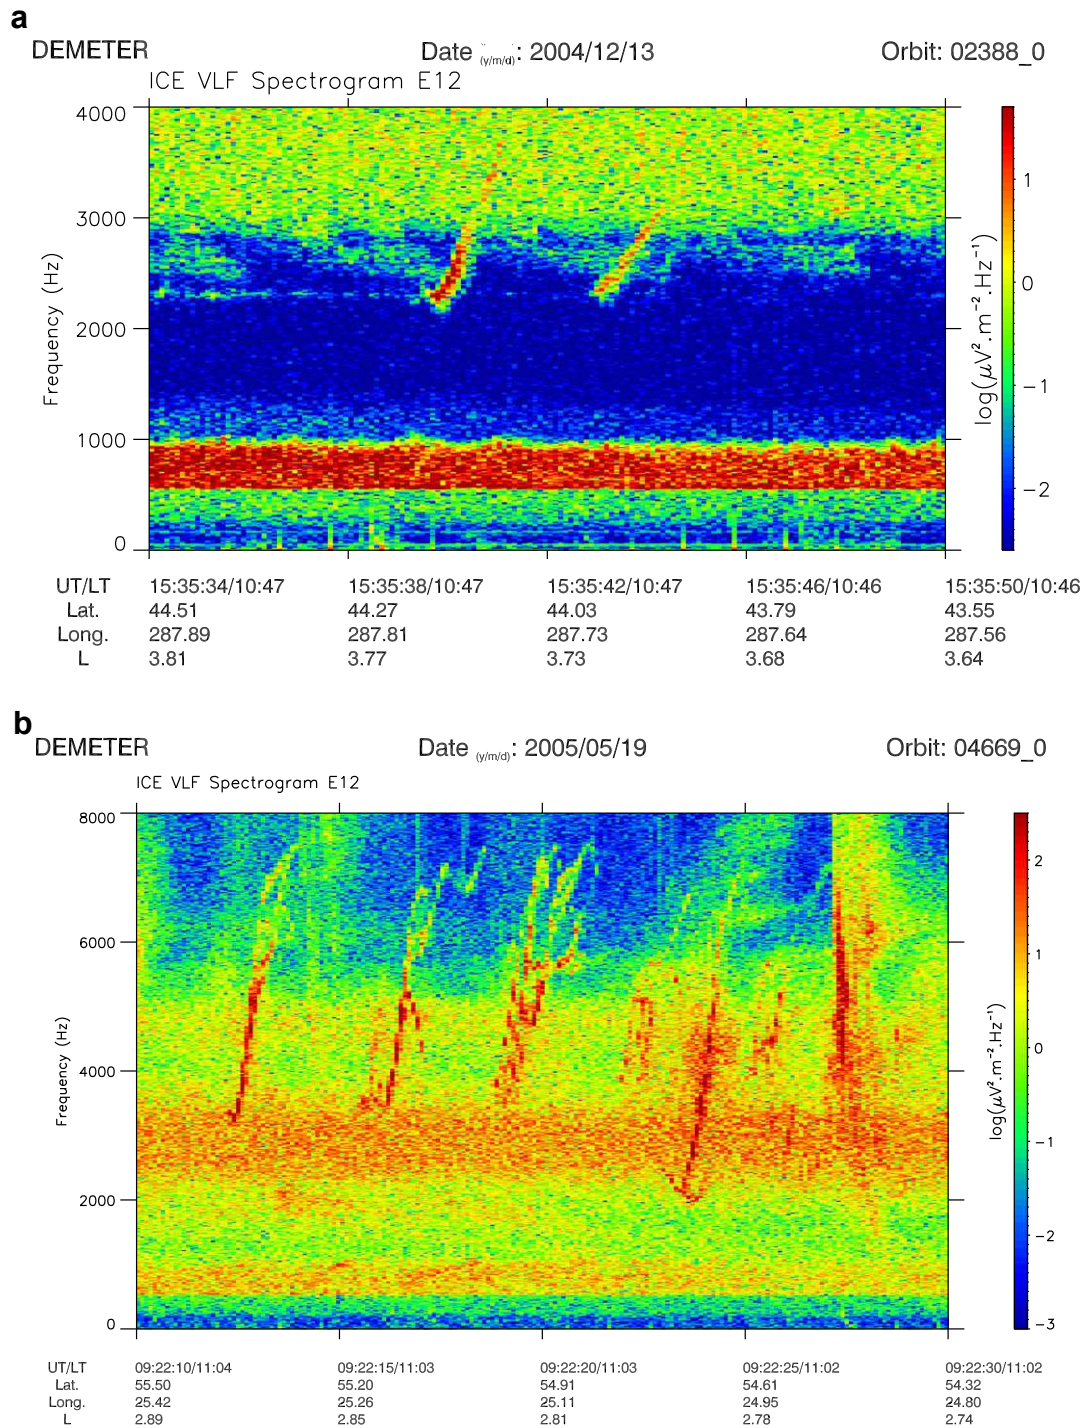 a
DEMETER Date (y/m/d): 2004/12/13 Orbit: 02388_0
ICE VLF Spectrogram E12
4000
3000
2000
1000
0
Frequency (Hz)
1
0
−1
−2
log(μV².m⁻².Hz⁻¹)
UT/LT 15:35:34/10:47 15:35:38/10:47 15:35:42/10:47 15:35:46/10:46 15:35:50/10:46
Lat. 44.51 44.27 44.03 43.79 43.55
Long. 287.89 287.81 287.73 287.64 287.56
L 3.81 3.77 3.73 3.68 3.64
b
DEMETER Date (y/m/d): 2005/05/19 Orbit: 04669_0
ICE VLF Spectrogram E12
8000
6000
4000
2000
0
Frequency (Hz)
2
1
0
−1
−2
−3
log(μV².m⁻².Hz⁻¹)
UT/LT 09:22:10/11:04 09:22:15/11:03 09:22:20/11:03 09:22:25/11:02 09:22:30/11:02
Lat. 55.50 55.20 54.91 54.61 54.32
Long. 25.42 25.26 25.11 24.95 24.80
L 2.89 2.85 2.81 2.78 2.74